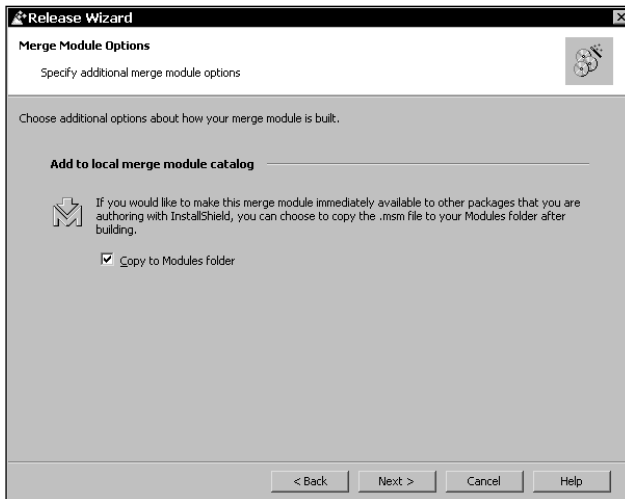 Release Wizard
Merge Module Options
Specify additional merge module options
Choose additional options about how your merge module is built.
Add to local merge module catalog
If you would like to make this merge module immediately available to other packages that you are
authoring with InstallShield, you can choose to copy the .msm file to your Modules folder after
building.
Copy to Modules folder
< Back Next > Cancel Help